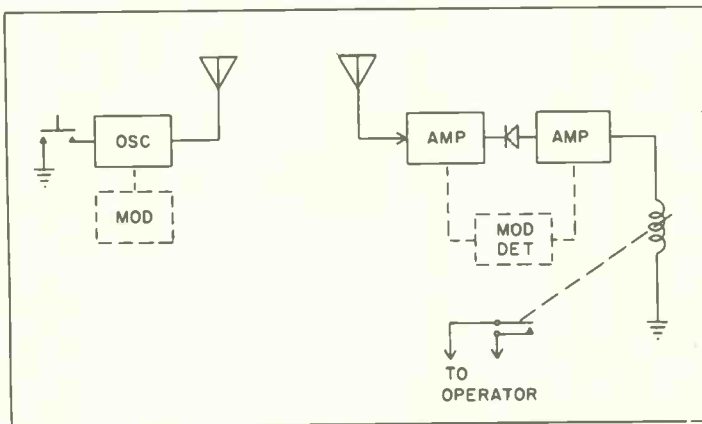 OSC
MOD
AMP
AMP
MOD
DET
TO
OPERATOR